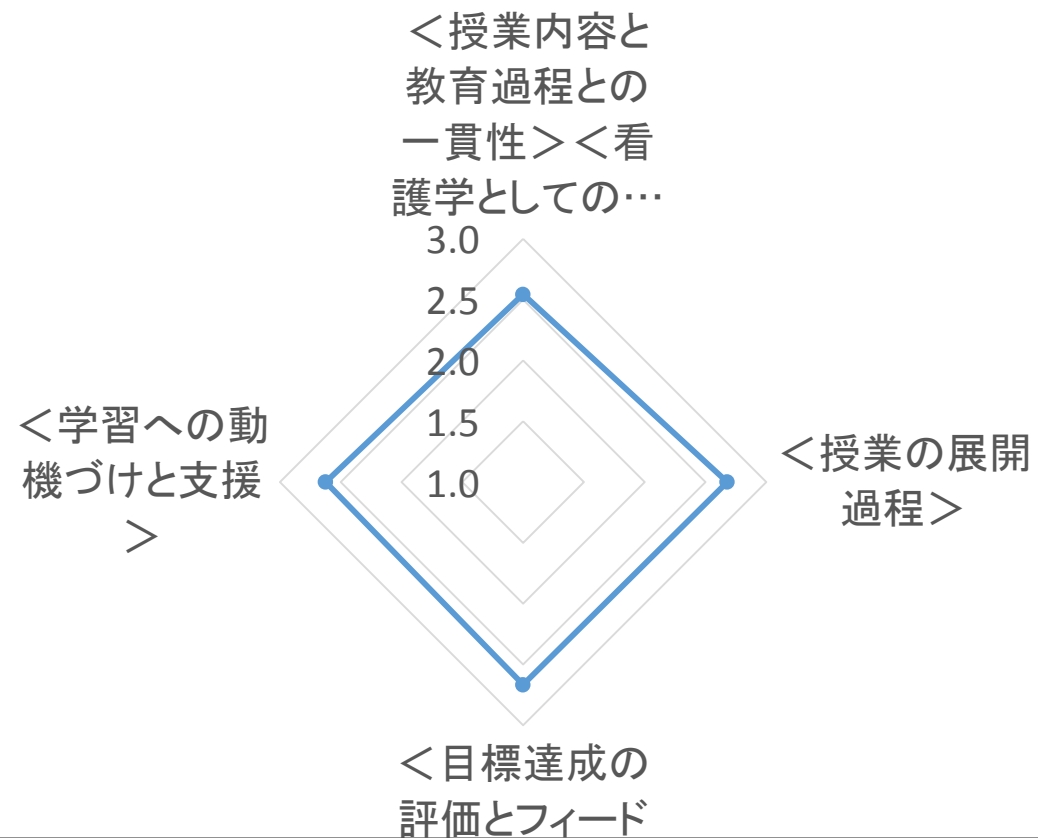 ＜授業内容と
教育過程との
一貫性＞＜看
護学としての…
3.0
2.5
2.0
1.5
1.0
＜学習への動
機づけと支援
＞
＜授業の展開
過程＞
＜目標達成の
評価とフィード